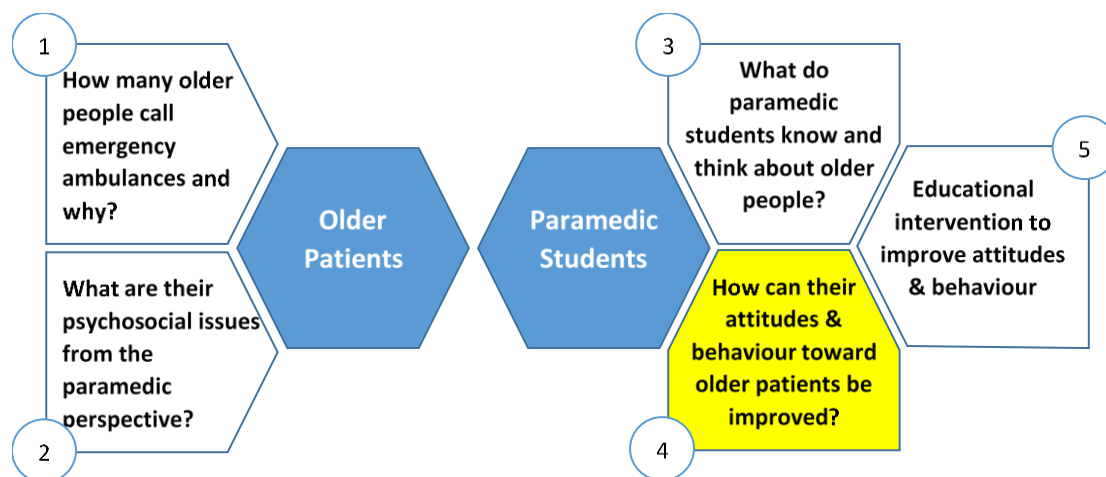 1
How many older
people call
emergency
ambulances and
why?
2
What are their
psychosocial issues
from the
paramedic
perspective?
Older
Patients
Paramedic
Students
3
What do
paramedic
students know and
think about older
people?
4
How can their
attitudes &
behaviour toward
older patients be
improved?
5
Educational
intervention to
improve attitudes
& behaviour